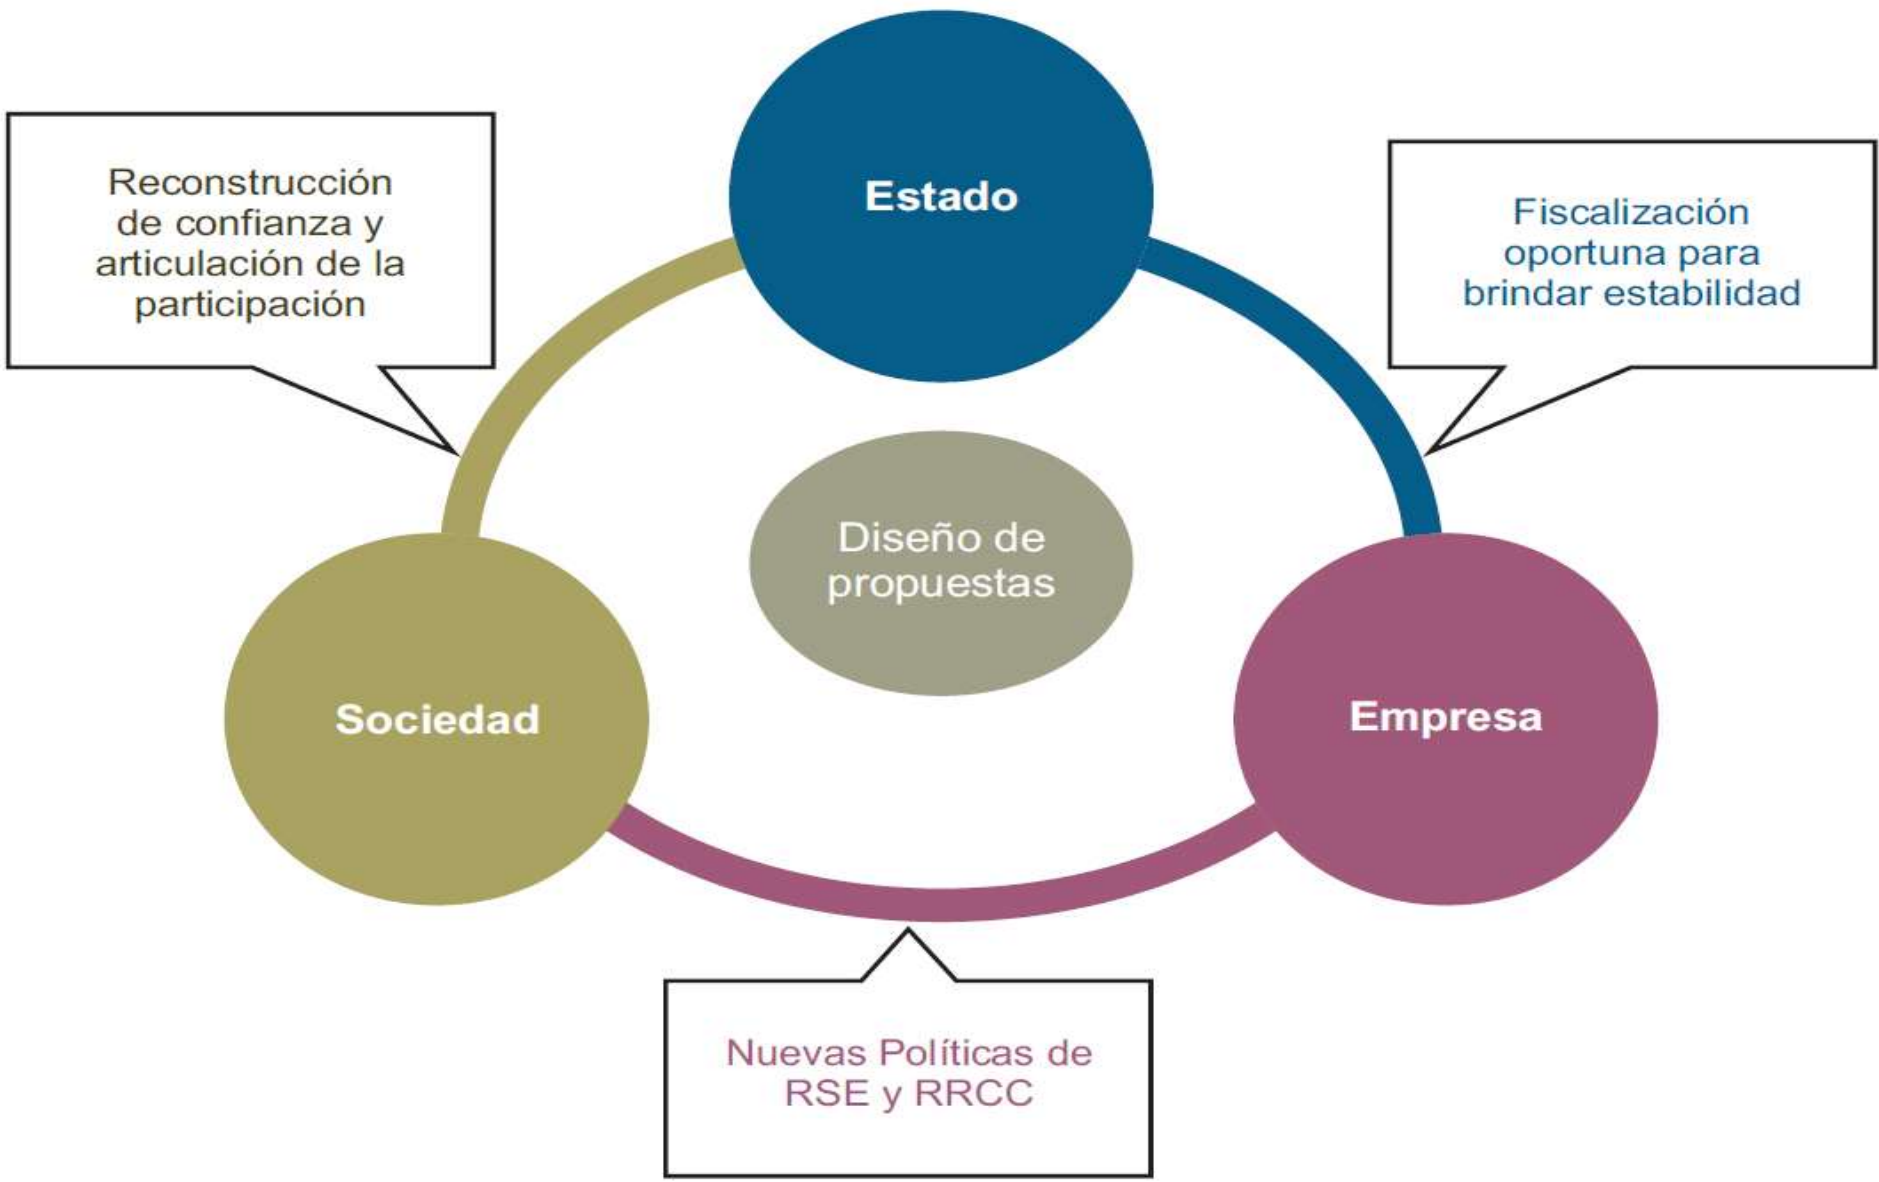 Estado
Reconstrucción
de confianza y
articulación de la
participación
Fiscalización
oportuna para
brindar estabilidad
Diseño de
propuestas
Sociedad
Empresa
Nuevas Políticas de
RSE y RRCC